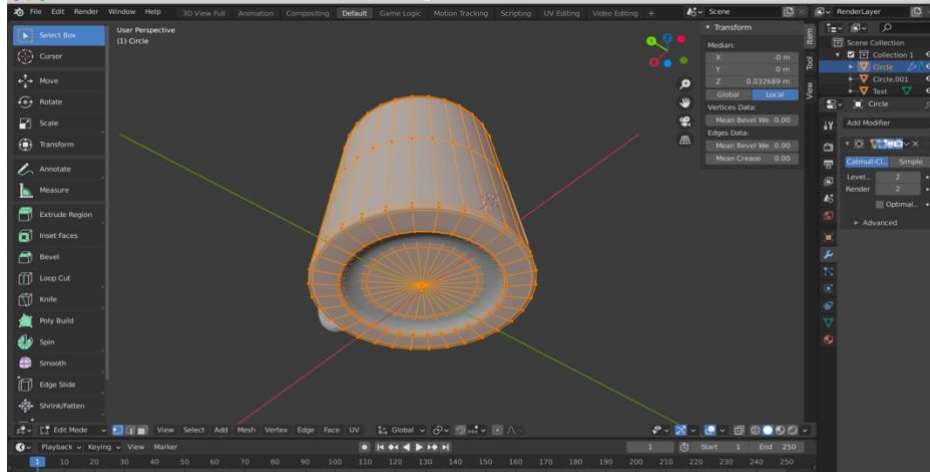 File Edit Render Window Help 3D View Full Animation Compositing Default Game Logic Motion Tracking Scripting UV Editing Video Editing + Scene RenderLayer
Select Box
Cursor
Move
Rotate
Scale
Transform
Annotate
Measure
Extrude Region
Inset Faces
Bevel
Loop Cut
Knife
Poly Build
Spin
Smooth
Edge Slide
Shrink/Fatten
User Perspective
(1) Circle
Transform
Median:
X -0 m
Y 0 m
Z 0.032689 m
Global Local
Vertices Data:
Mean Bevel We 0.00
Edges Data:
Mean Bevel We 0.00
Mean Crease 0.00
Item
Tool
View
Scene Collection
Collection 1
Circle
Circle.001
Text
Circle
Add Modifier
Catmull-Cl.. Simple
Level.. 2
Render 2
Optimal..
Advanced
Edit Mode View Select Add Mesh Vertex Edge Face UV Global
Playback Keying View Marker 1 Start 1 End 250
1 10 20 30 40 50 60 70 80 90 100 110 120 130 140 150 160 170 180 190 200 210 220 230 240 250